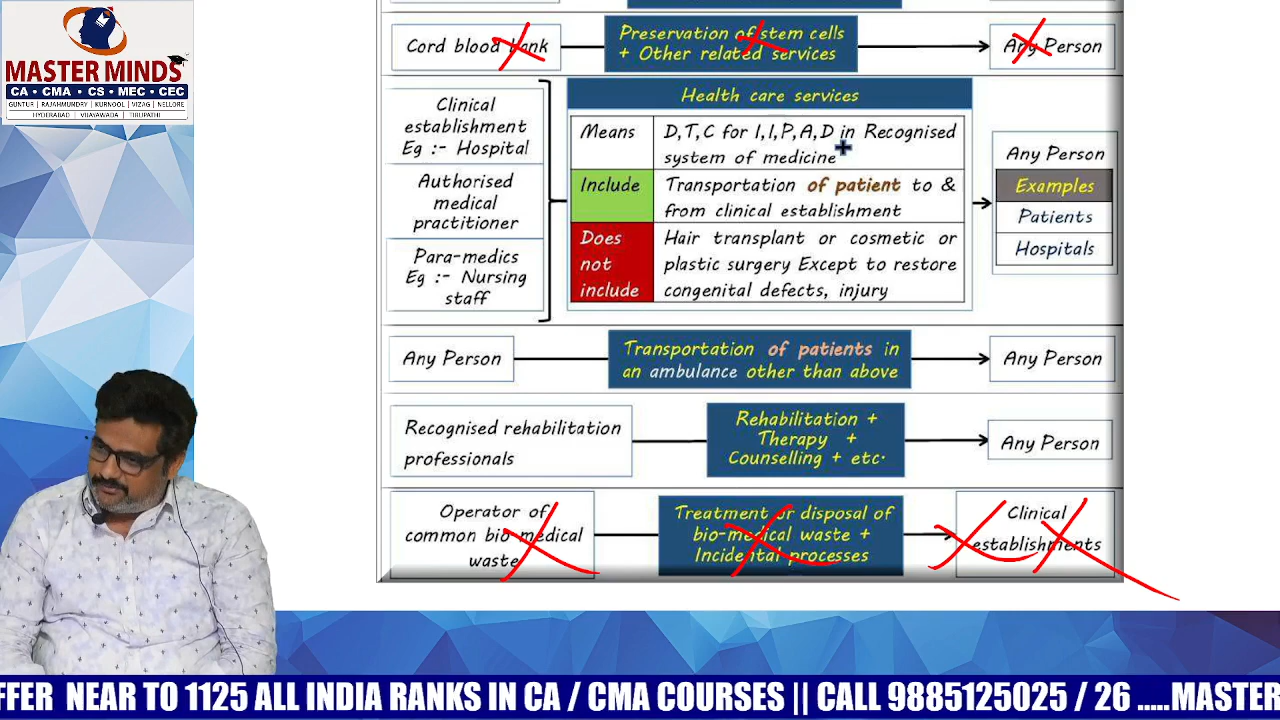 MASTER MINDS
CA • CMA • CS • MEC • CEC
GUNTUR | RAJAHMUNDRY | KURNOOL | VIZAG | NELLORE
HYDERABAD | VIJAYAWADA | TIRUPATHI
Cord blood bank
Preservation of stem cells
+ Other related services
Any Person
Clinical
establishment
Eg :- Hospital
Authorised
medical
practitioner
Para-medics
Eg :- Nursing
staff
Health care services
Means
D,T,C for I,I,P,A,D in Recognised
system of medicine
Include
Transportation of patient to &
from clinical establishment
Does
not
include
Hair transplant or cosmetic or
plastic surgery Except to restore
congenital defects, injury
Any Person
Examples
Patients
Hospitals
Any Person
Transportation of patients in
an ambulance other than above
Any Person
Recognised rehabilitation
professionals
Rehabilitation +
Therapy +
Counselling + etc.
Any Person
Operator of
common bio-medical
waste
Treatment or disposal of
bio-medical waste +
Incidental processes
Clinical
establishments
FFER NEAR TO 1125 ALL INDIA RANKS IN CA / CMA COURSES || CALL 9885125025 / 26 .....MASTER